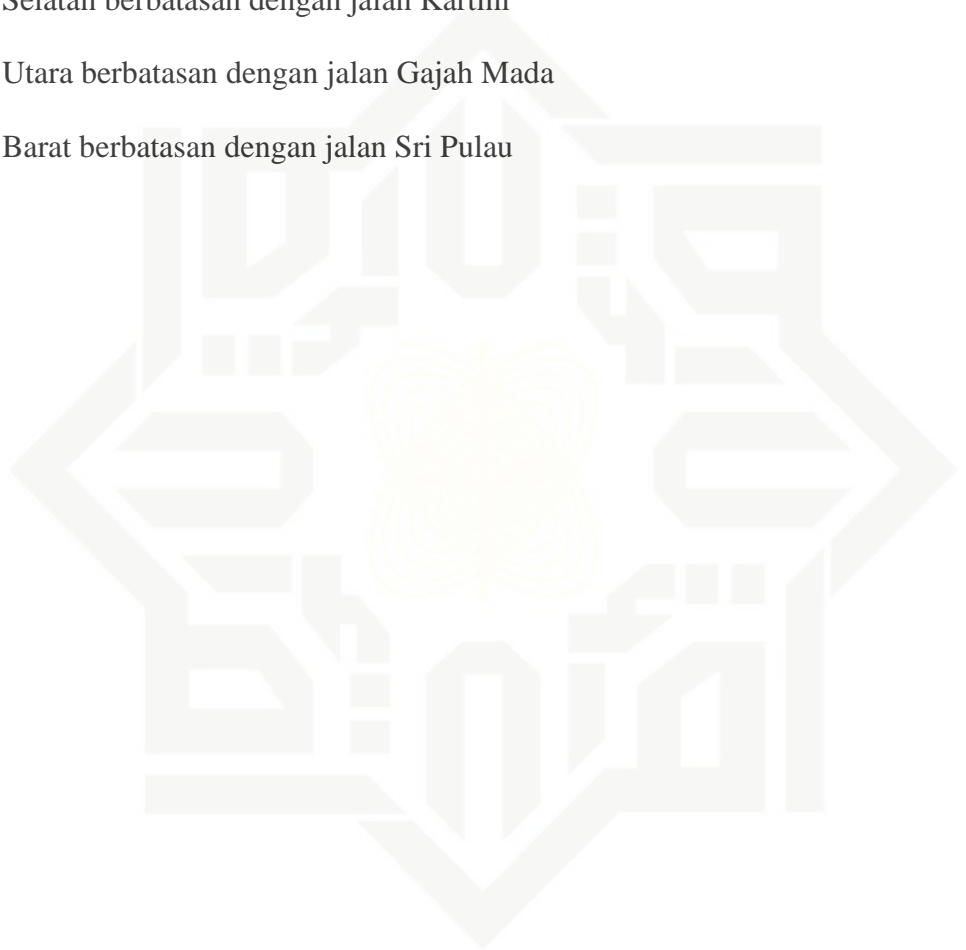 Selatan berbatasan dengan jalan Kartini
Utara berbatasan dengan jalan Gajah Mada
Barat berbatasan dengan jalan Sri Pulau